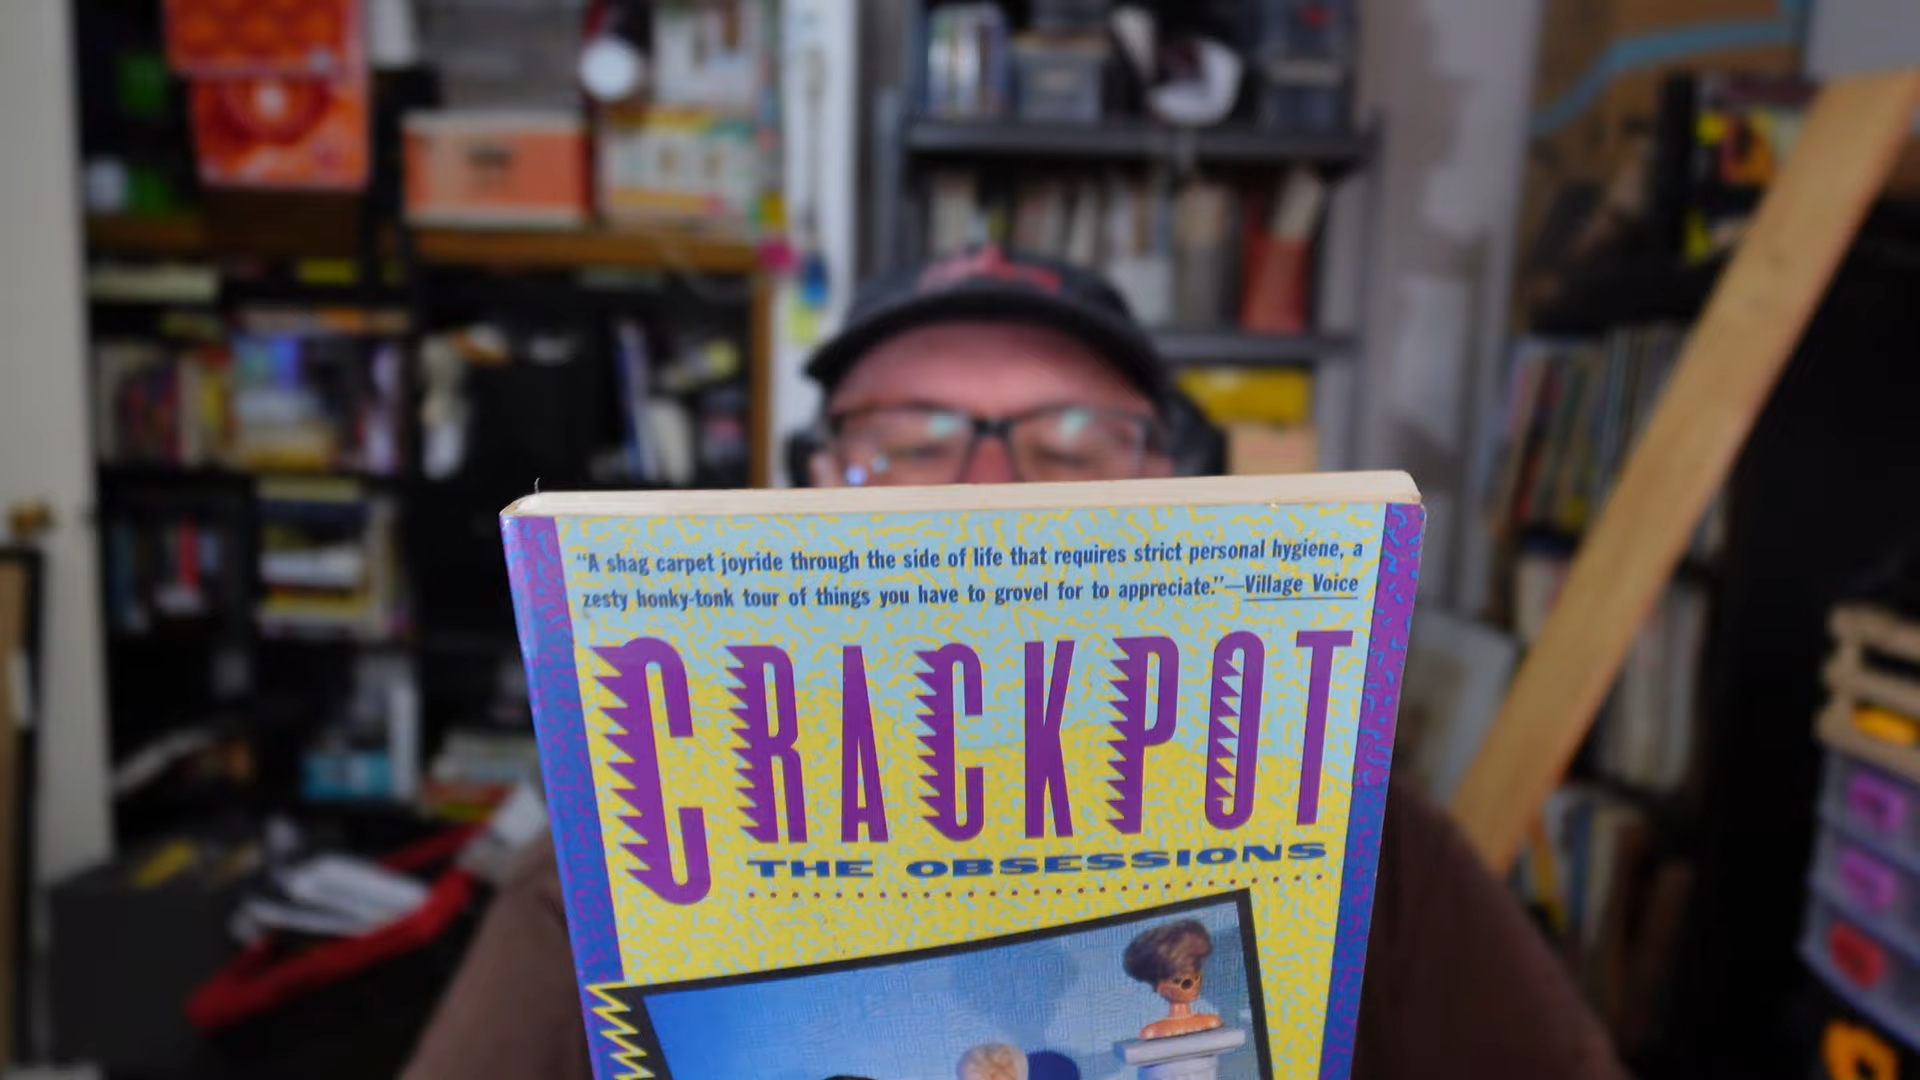 “A shag carpet joyride through the side of life that requires strict personal hygiene, a
zesty honky-tonk tour of things you have to grovel for to appreciate.”—Village Voice
CRACKPOT
THE OBSESSIONS